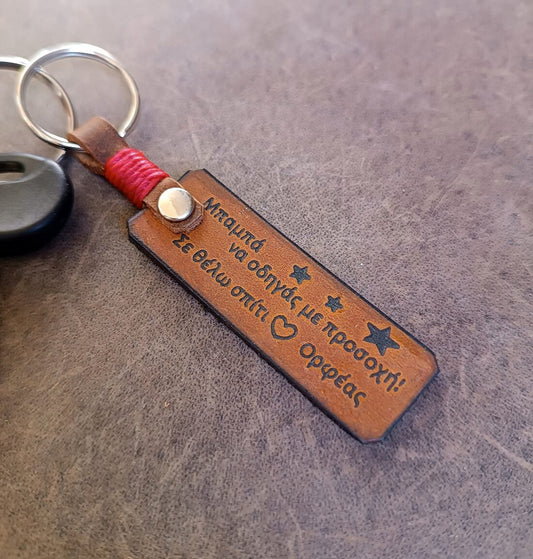 Μπαμπά
να οδηγάς με προσοχή!
Σε θέλω σπίτι
Ορφέας